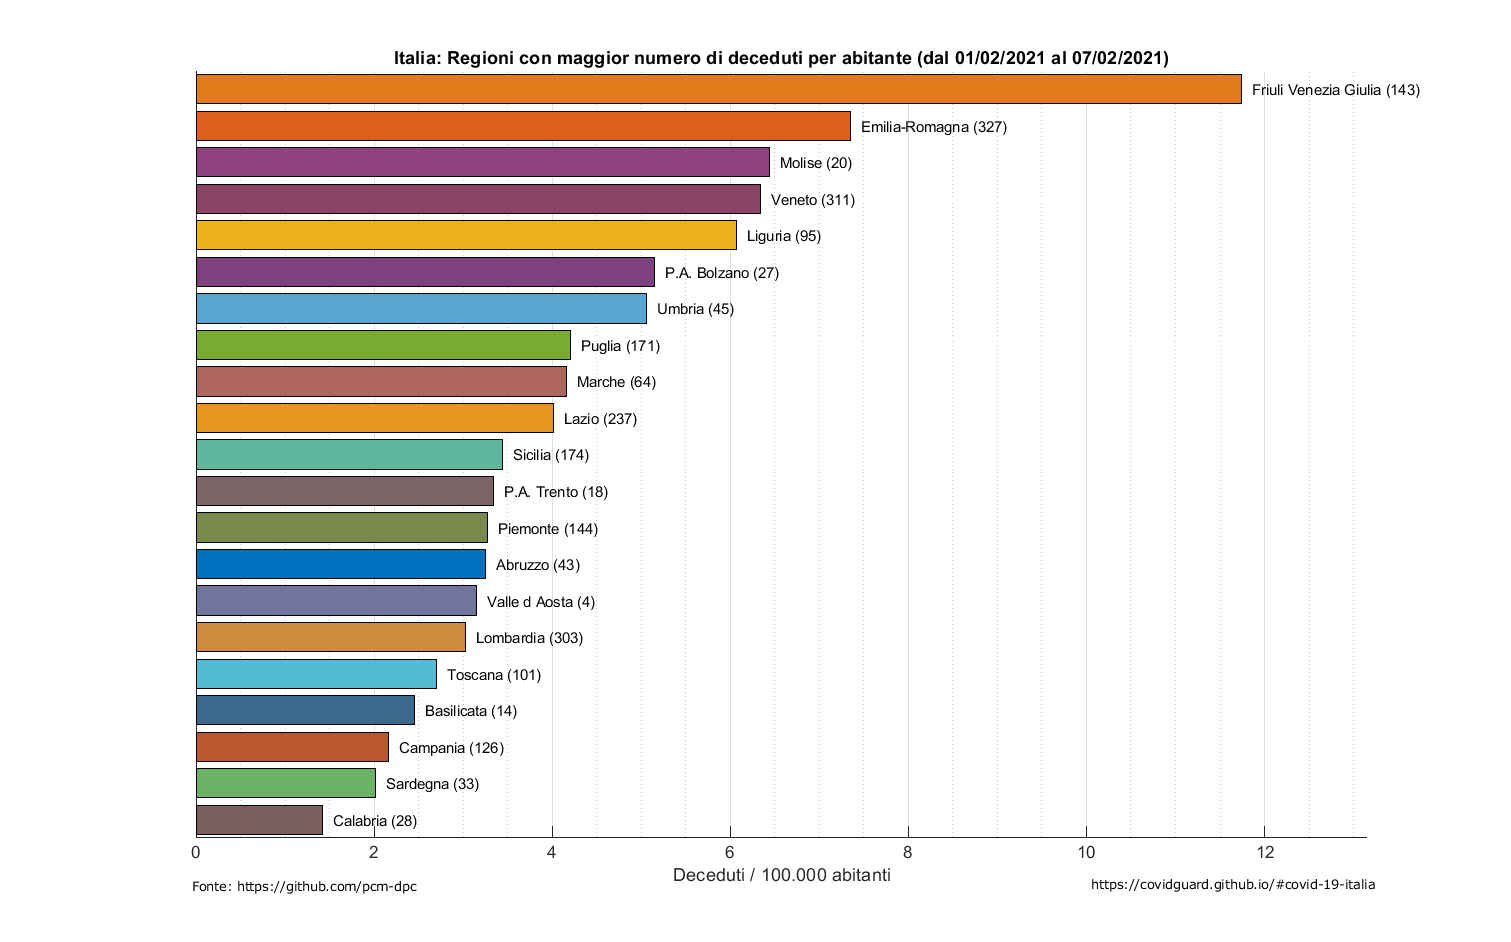 Italia: Regioni con maggior numero di deceduti per abitante (dal 01/02/2021 al 07/02/2021)
Friuli Venezia Giulia (143)
Emilia-Romagna (327)
Molise (20)
Veneto (311)
Liguria (95)
P.A. Bolzano (27)
Umbria (45)
Puglia (171)
Marche (64)
Lazio (237)
Sicilia (174)
P.A. Trento (18)
Piemonte (144)
Abruzzo (43)
Valle d Aosta (4)
Lombardia (303)
Toscana (101)
Basilicata (14)
Campania (126)
Sardegna (33)
Calabria (28)
0 2 4 6 8 10 12
Deceduti / 100.000 abitanti
Fonte: https://github.com/pcm-dpc
https://covidguard.github.io/#covid-19-italia